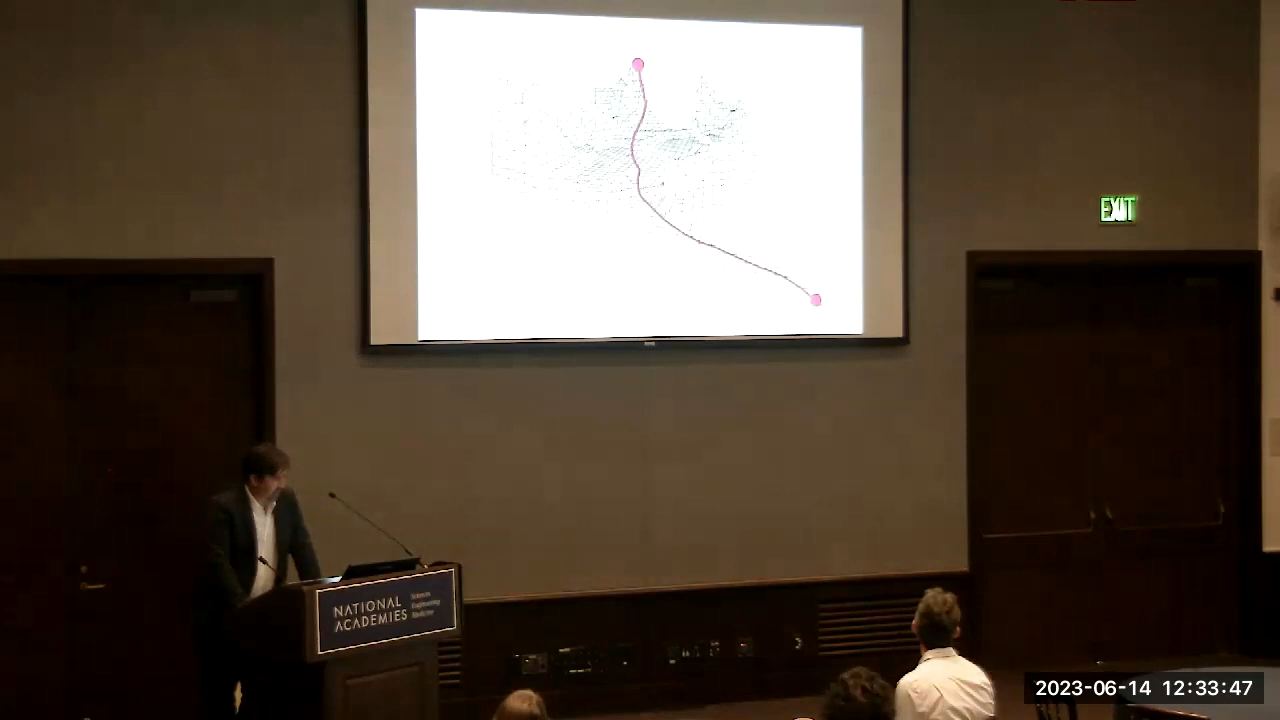 EXIT
NATIONAL
ACADEMIES
Sciences
Engineering
Medicine
2023-06-14 12:33:47